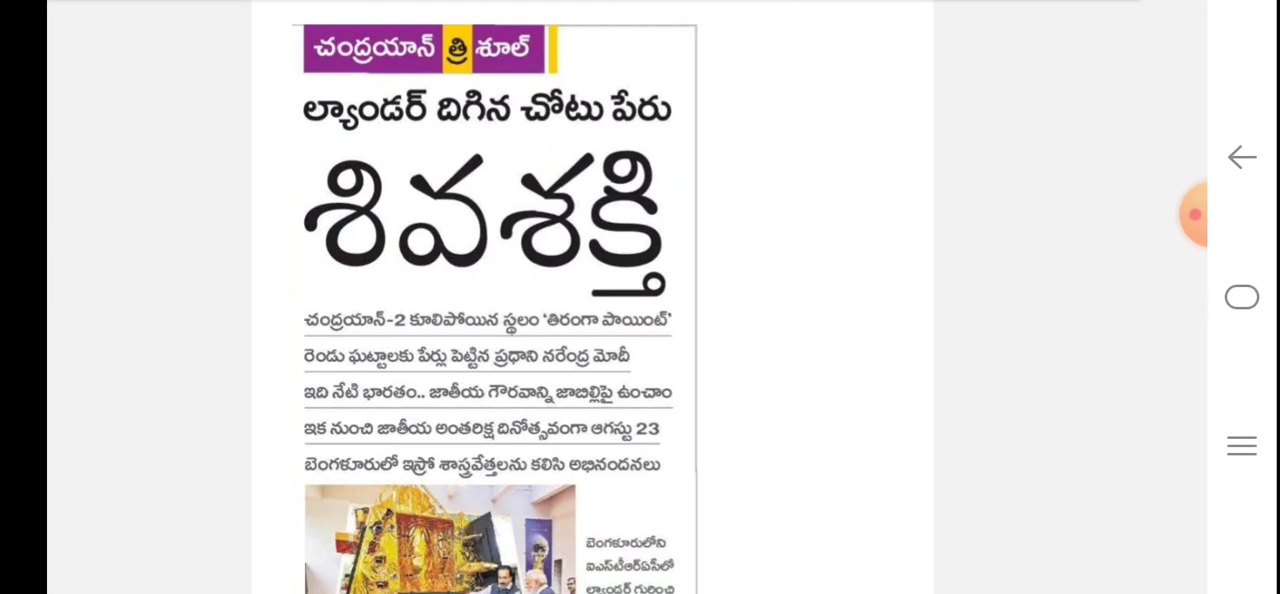 చంద్రయాన్ త్రి శూల్
ల్యాండర్ దిగిన చోటు పేరు
శివశక్తి
చంద్రయాన్-2 కూలిపోయిన స్థలం ‘తిరంగా పాయింట్’
రెండు ఘట్టాలకు పేర్లు పెట్టిన ప్రధాని నరేంద్ర మోదీ
ఇది నేటి భారతం.. జాతీయ గౌరవాన్ని జాబిల్లిపై ఉంచాం
ఇక నుంచి జాతీయ అంతరిక్ష దినోత్సవంగా ఆగస్టు 23
బెంగళూరులో ఇస్రో శాస్త్రవేత్తలను కలిసి అభినందనలు
బెంగళూరులోని
ఐఎస్‌టీఆర్‌ఏసీలో
ల్యాండర్ గురించి